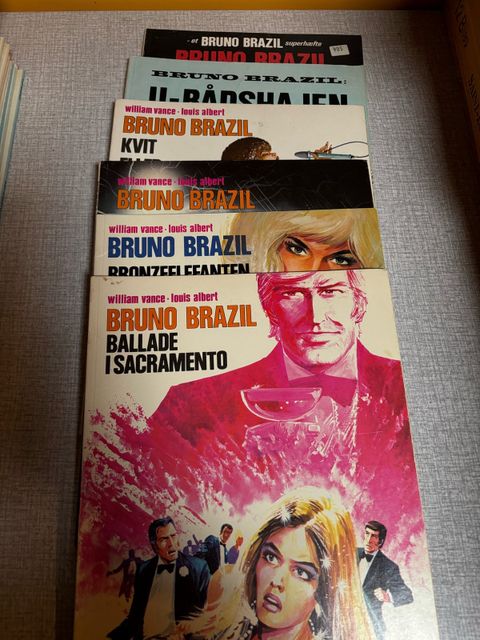 - et BRUNO BRAZIL superhæfte
BRUNO BRAZIL
BRUNO BRAZIL:
U-BÅDSHAJEN
william vance · louis albert
BRUNO BRAZIL
KVIT
ELLER
william vance · louis albert
BRUNO BRAZIL
william vance · louis albert
BRUNO BRAZIL
BRONZEELEFANTEN
william vance · louis albert
BRUNO BRAZIL
BALLADE
I SACRAMENTO